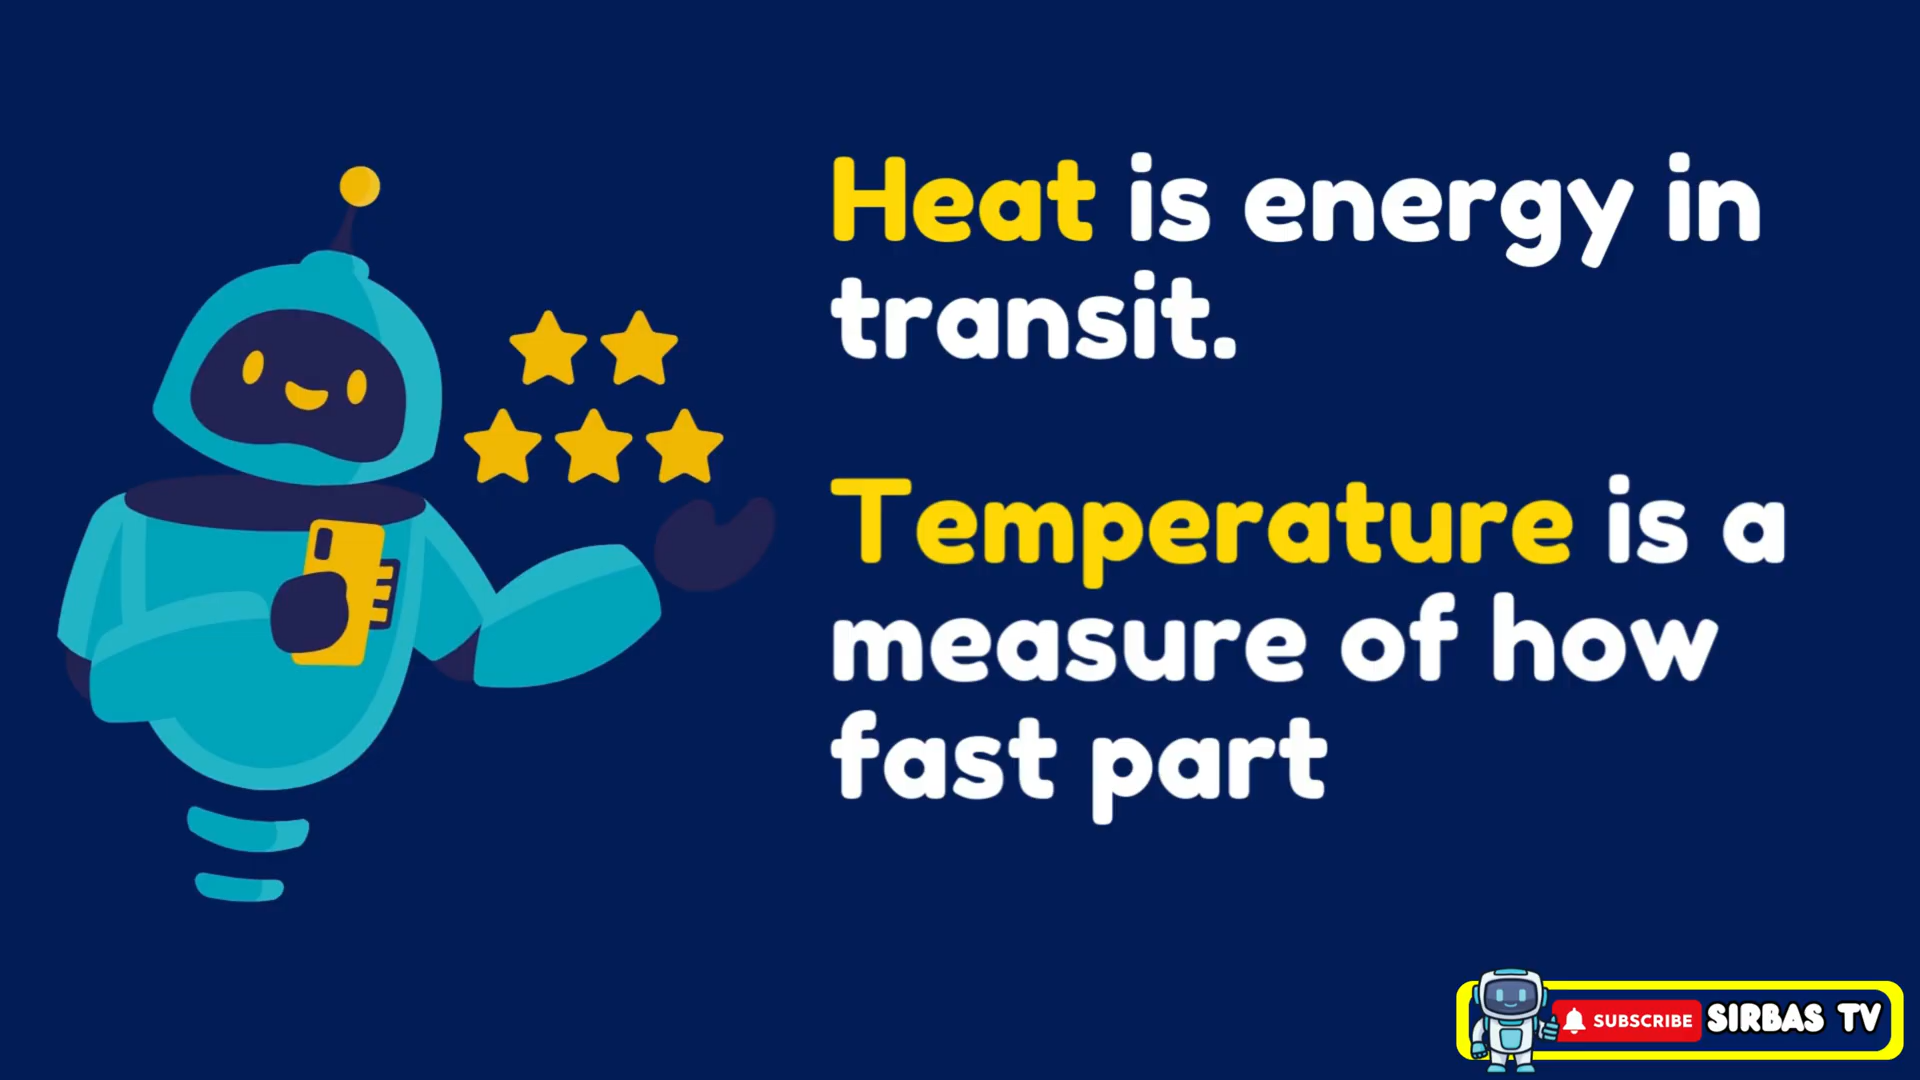 Heat is energy in
transit.
Temperature is a
measure of how
fast part
SUBSCRIBE SIRBAS TV